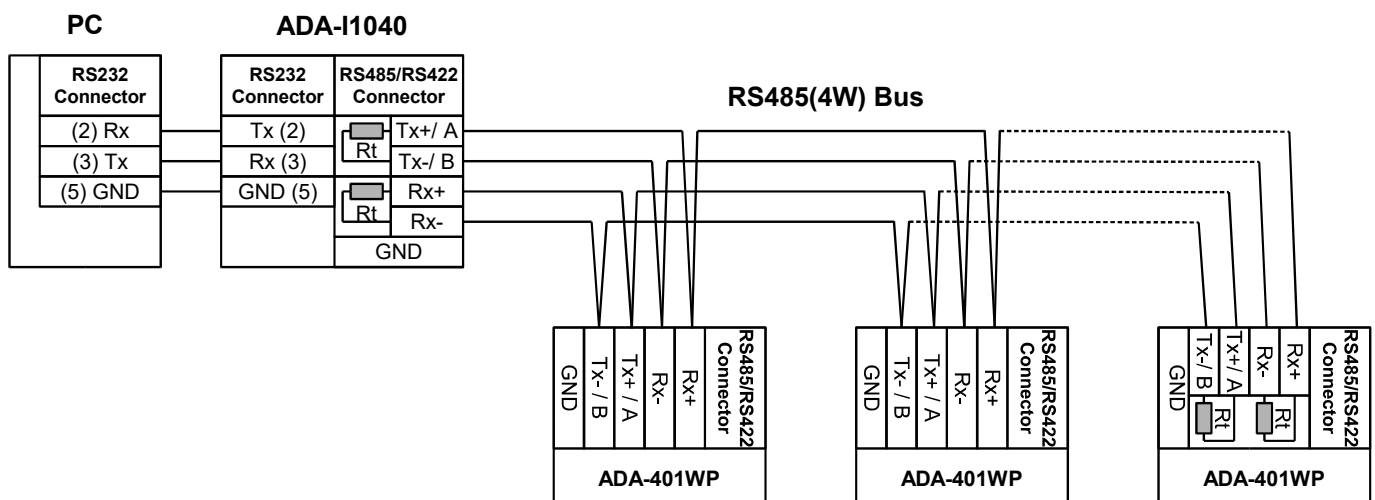 PC
ADA-I1040
RS232
Connector
(2) Rx
(3) Tx
(5) GND
RS232
Connector
Tx (2)
Rx (3)
GND (5)
RS485/RS422
Connector
Rt
Tx+/ A
Tx-/ B
Rt
Rx+
Rx-
GND
RS485(4W) Bus
GND
Tx- / B
Tx+ / A
Rx-
Rx+
RS485/RS422
Connector
ADA-401WP
GND
Tx- / B
Tx+ / A
Rx-
Rx+
RS485/RS422
Connector
ADA-401WP
GND
Tx-/ B
Tx+/ A
Rx-
Rx+
Rt
Rt
RS485/RS422
Connector
ADA-401WP